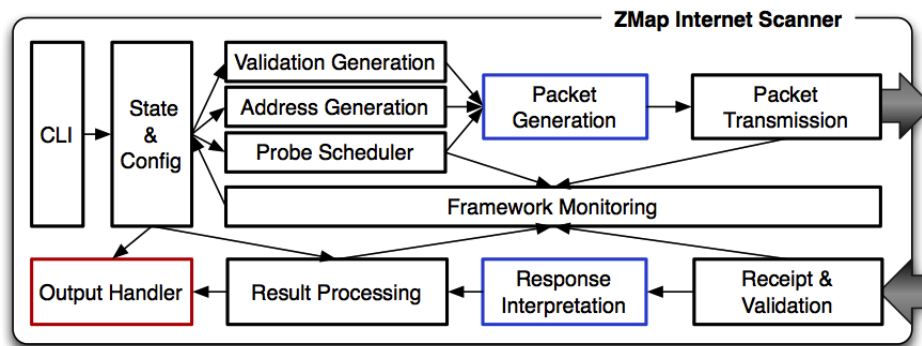 ZMap Internet Scanner
CLI
State
&
Config
Validation Generation
Address Generation
Probe Scheduler
Packet
Generation
Packet
Transmission
Framework Monitoring
Output Handler
Result Processing
Response
Interpretation
Receipt &
Validation